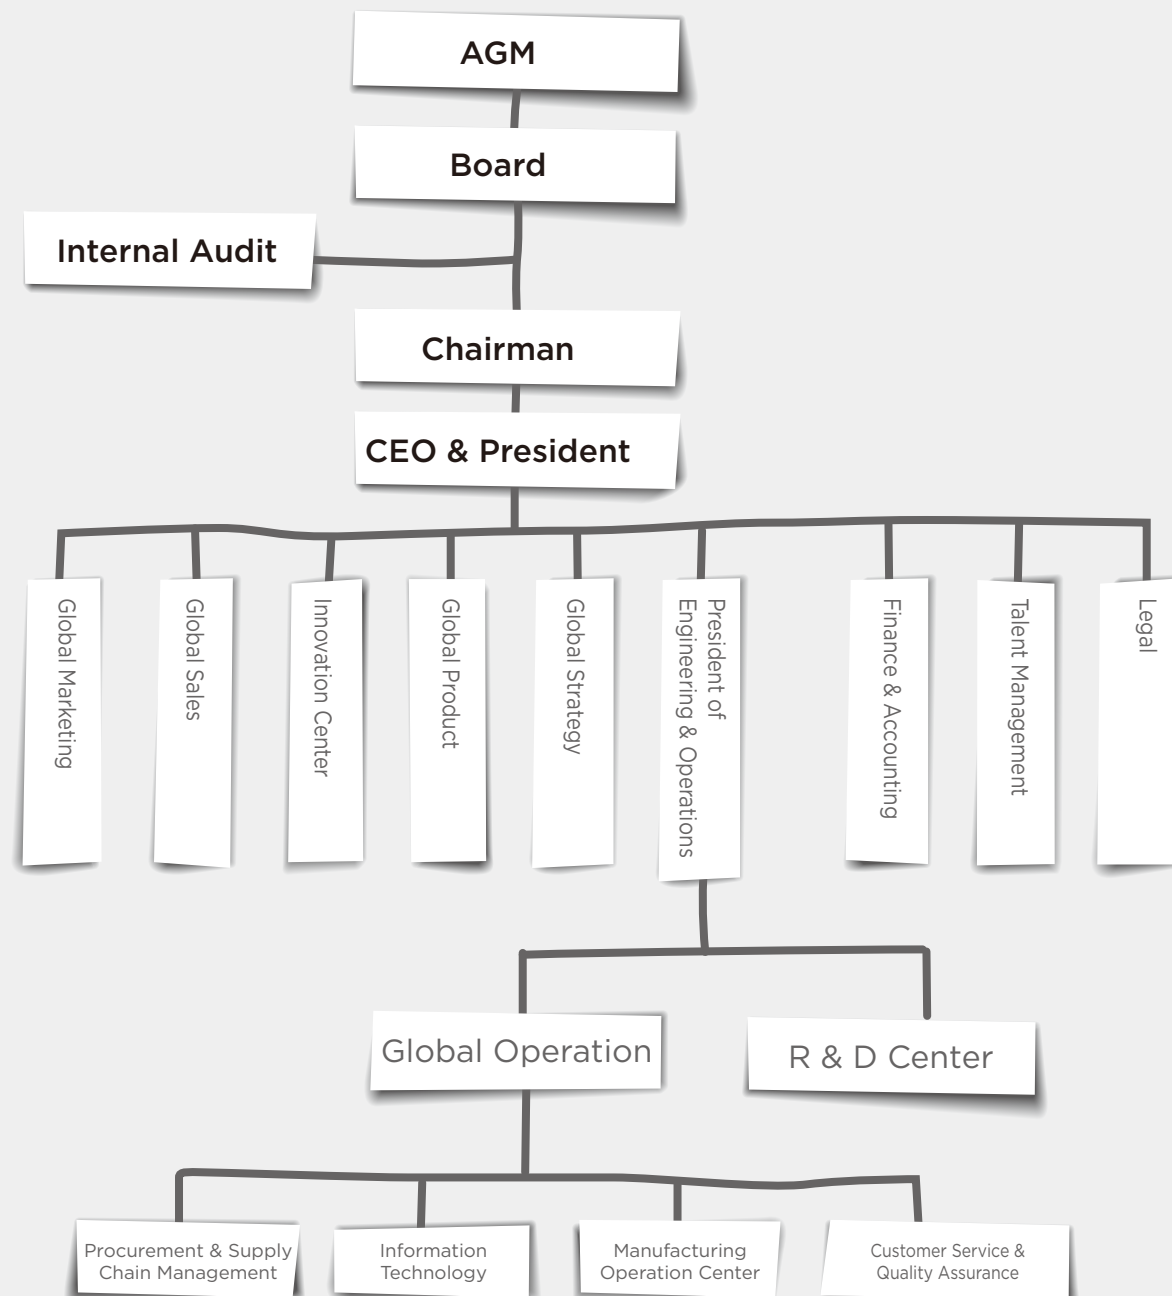 AGM
Board
Internal Audit
Chairman
CEO & President
Global Marketing
Global Sales
Innovation Center
Global Product
Global Strategy
President of
Engineering & Operations
Finance & Accounting
Talent Management
Legal
Global Operation
R & D Center
Procurement & Supply
Chain Management
Information
Technology
Manufacturing
Operation Center
Customer Service &
Quality Assurance